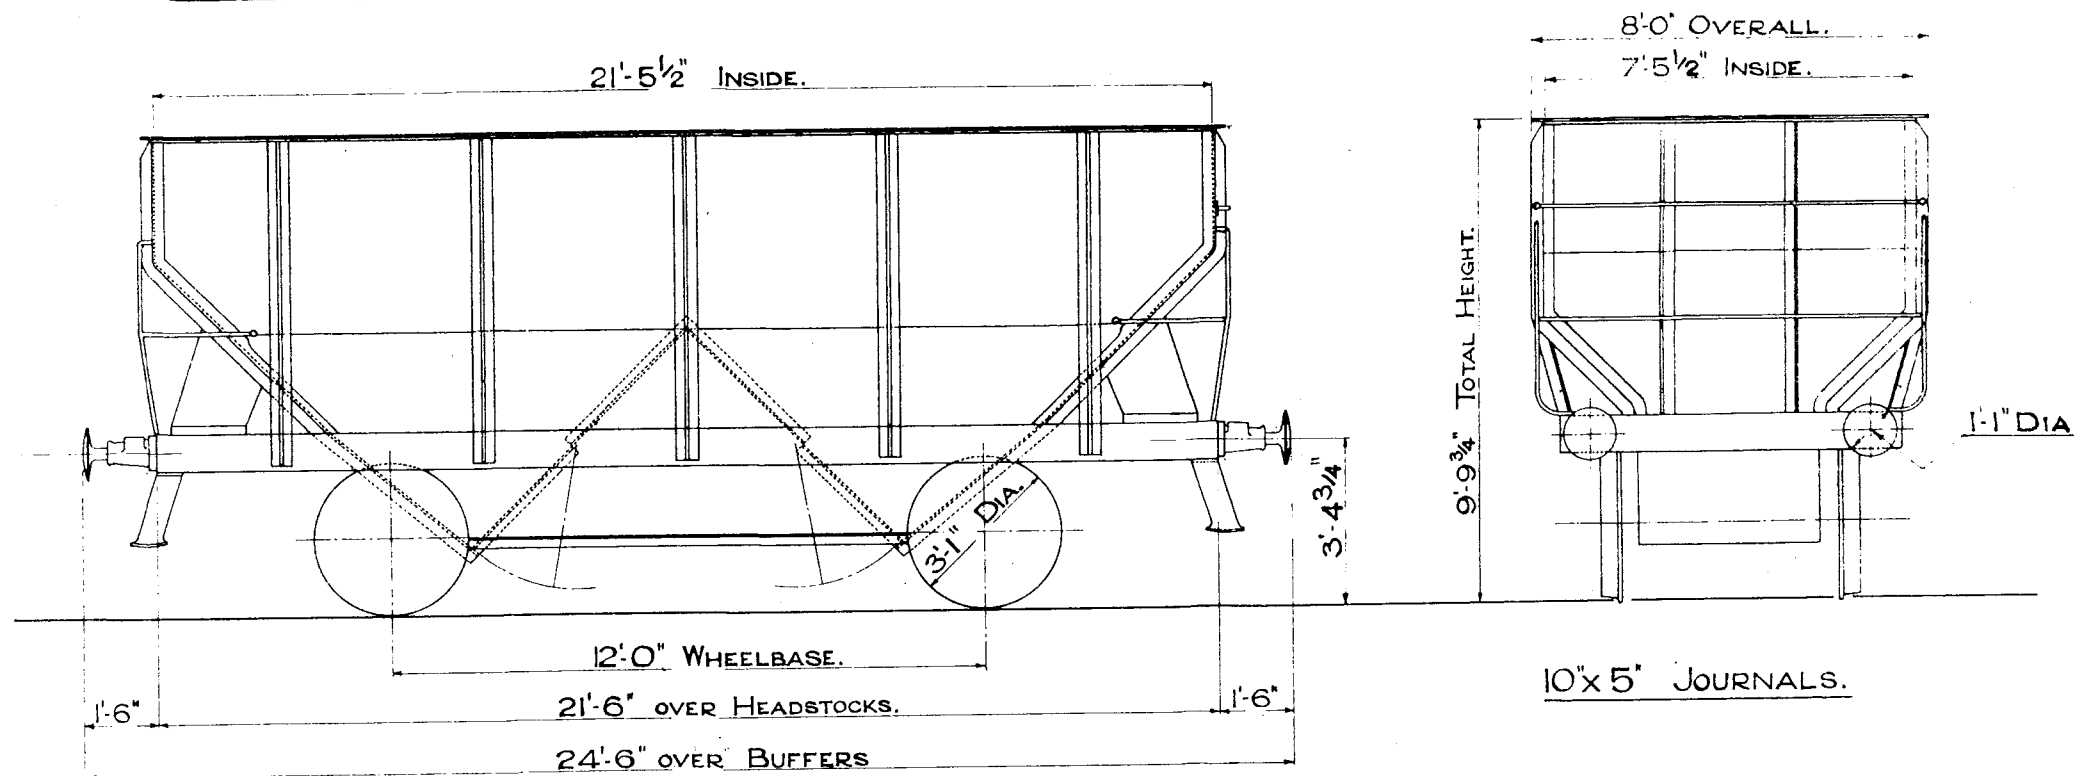 8'-0" OVERALL.
21'-5½" INSIDE.
7'-5½" INSIDE.
9'-9¾" TOTAL HEIGHT.
1'-1" DIA
3'-1" DIA.
3'-4¾"
12'-0" WHEELBASE.
10"x 5" JOURNALS.
1'-6"
21'-6" OVER HEADSTOCKS.
1'-6"
24'-6" OVER BUFFERS